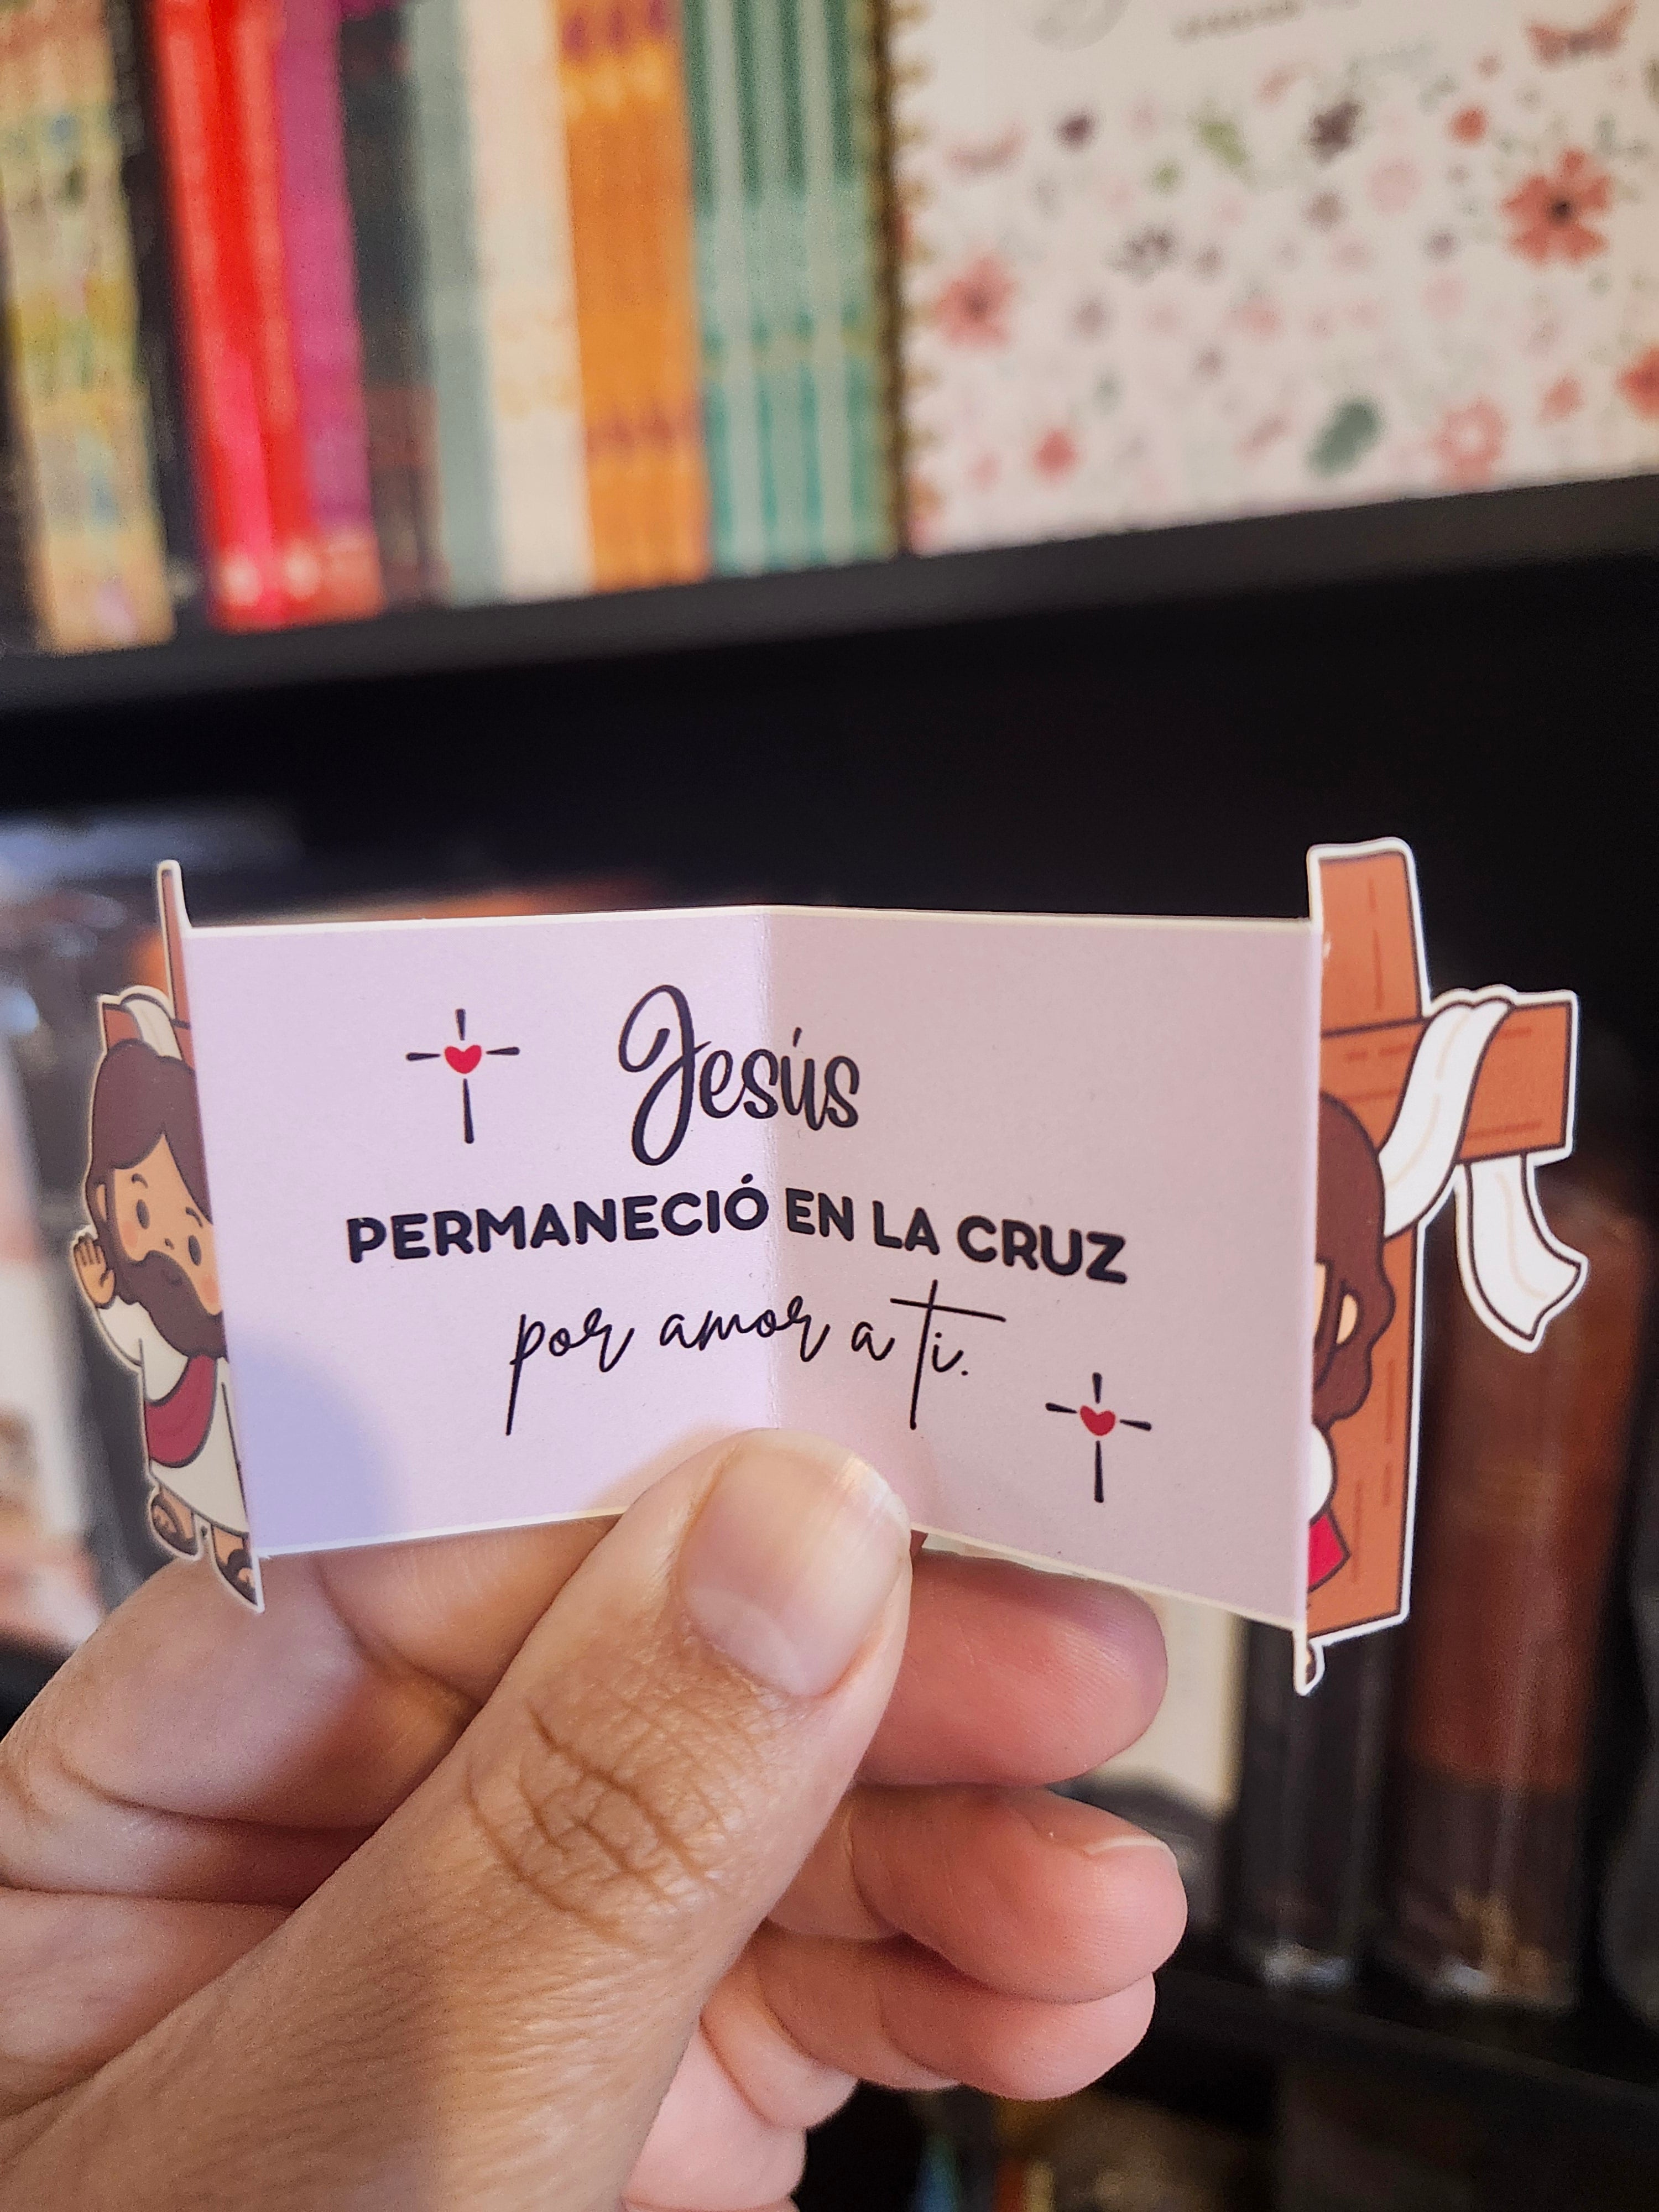 Jesús
PERMANECIÓ EN LA CRUZ
por amor a ti.